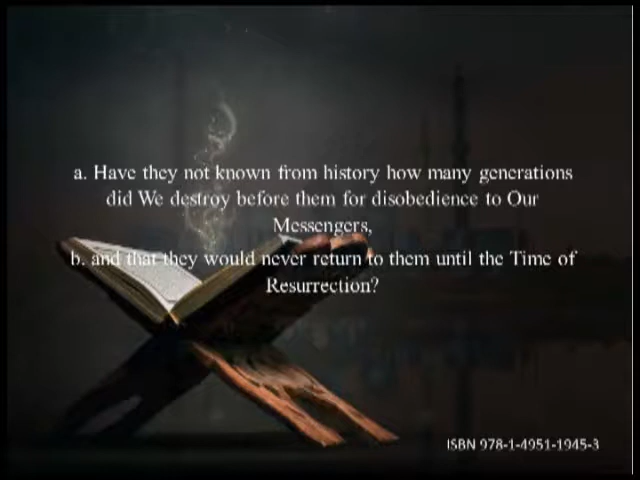 a. Have they not known from history how many generations
did We destroy before them for disobedience to Our
Messengers,
b. and that they would never return to them until the Time of
Resurrection?
ISBN 978-1-4951-1945-3